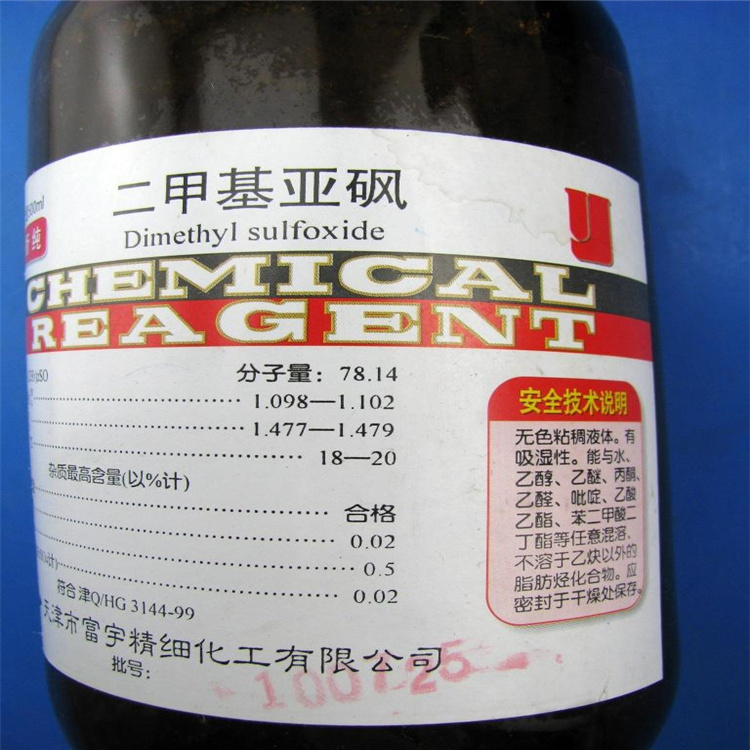 二甲基亚砜
Dimethyl sulfoxide
500ml
纯
CHEMICAL
REAGENT
分子量：78.14
1.098—1.102
1.477—1.479
18—20
杂质最高含量(以%计)
合格
0.02
0.5
0.02
符合津Q/HG 3144-99
天津市富宇精细化工有限公司
批号：
100725
安全技术说明
无色粘稠液体。有
吸湿性。能与水、
乙醇、乙醚、丙酮、
乙醛、吡啶、乙酸
乙酯、苯二甲酸二
丁酯等任意混溶、
不溶于乙炔以外的
脂肪烃化合物。应
密封于干燥处保存。